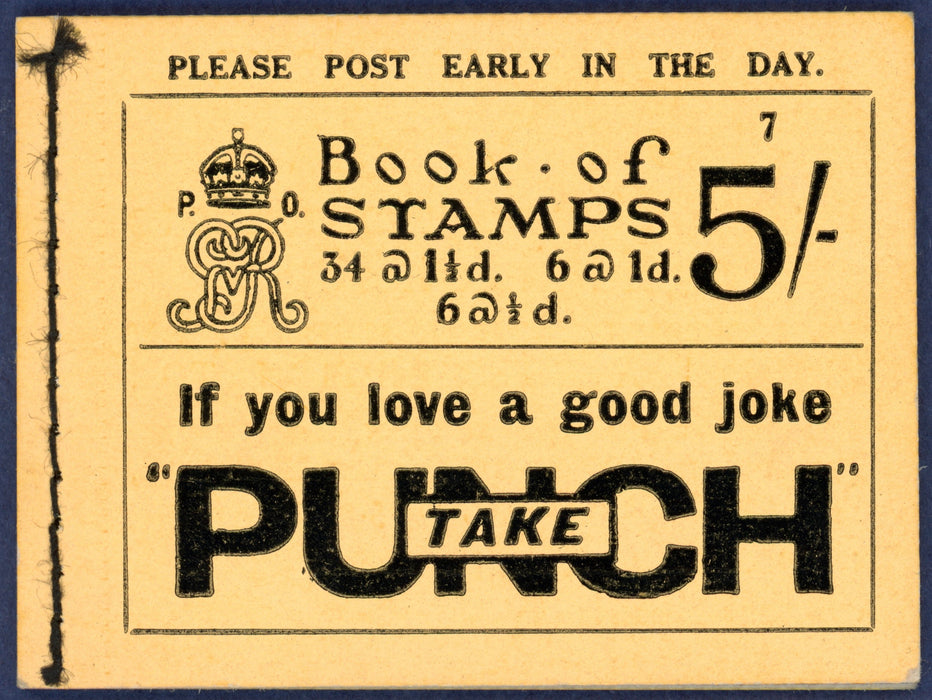 PLEASE POST EARLY IN THE DAY.
7
P. O.
Book · of
STAMPS
5/-
34 @ 1½d. 6 @ 1d.
6 @ ½d.
If you love a good joke
TAKE
"PUNCH"